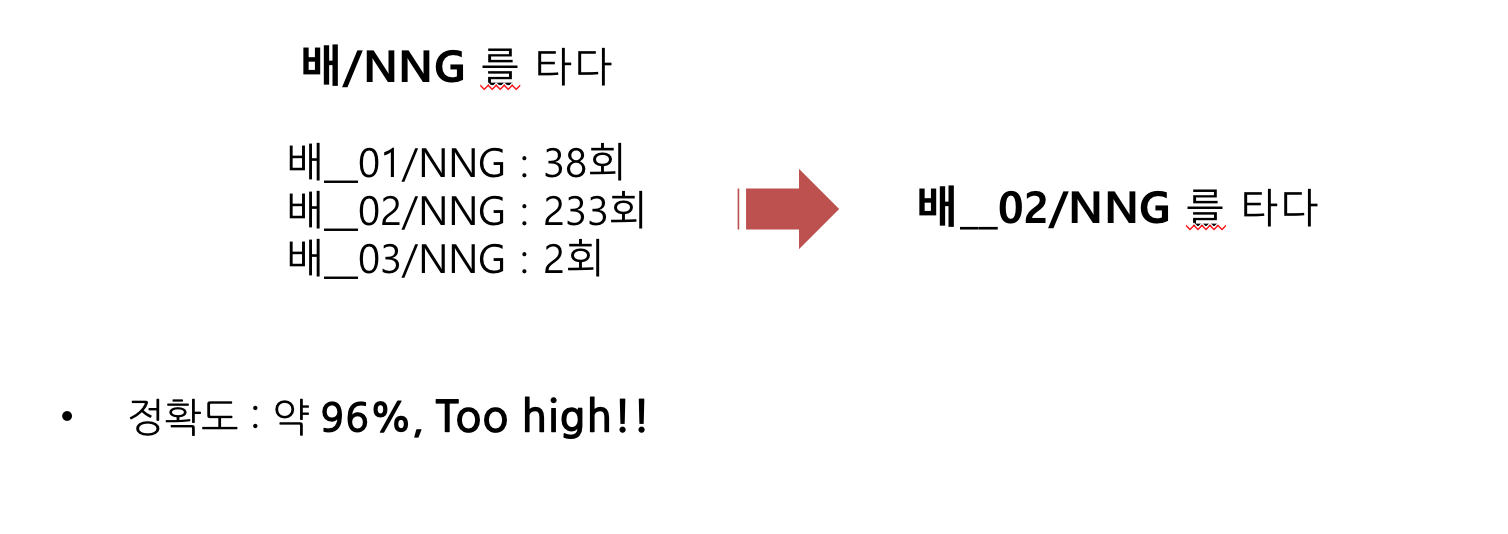 배/NNG 를 타다
배__01/NNG : 38회
배__02/NNG : 233회
배__03/NNG : 2회
배__02/NNG 를 타다
• 정확도 : 약 96%, Too high!!